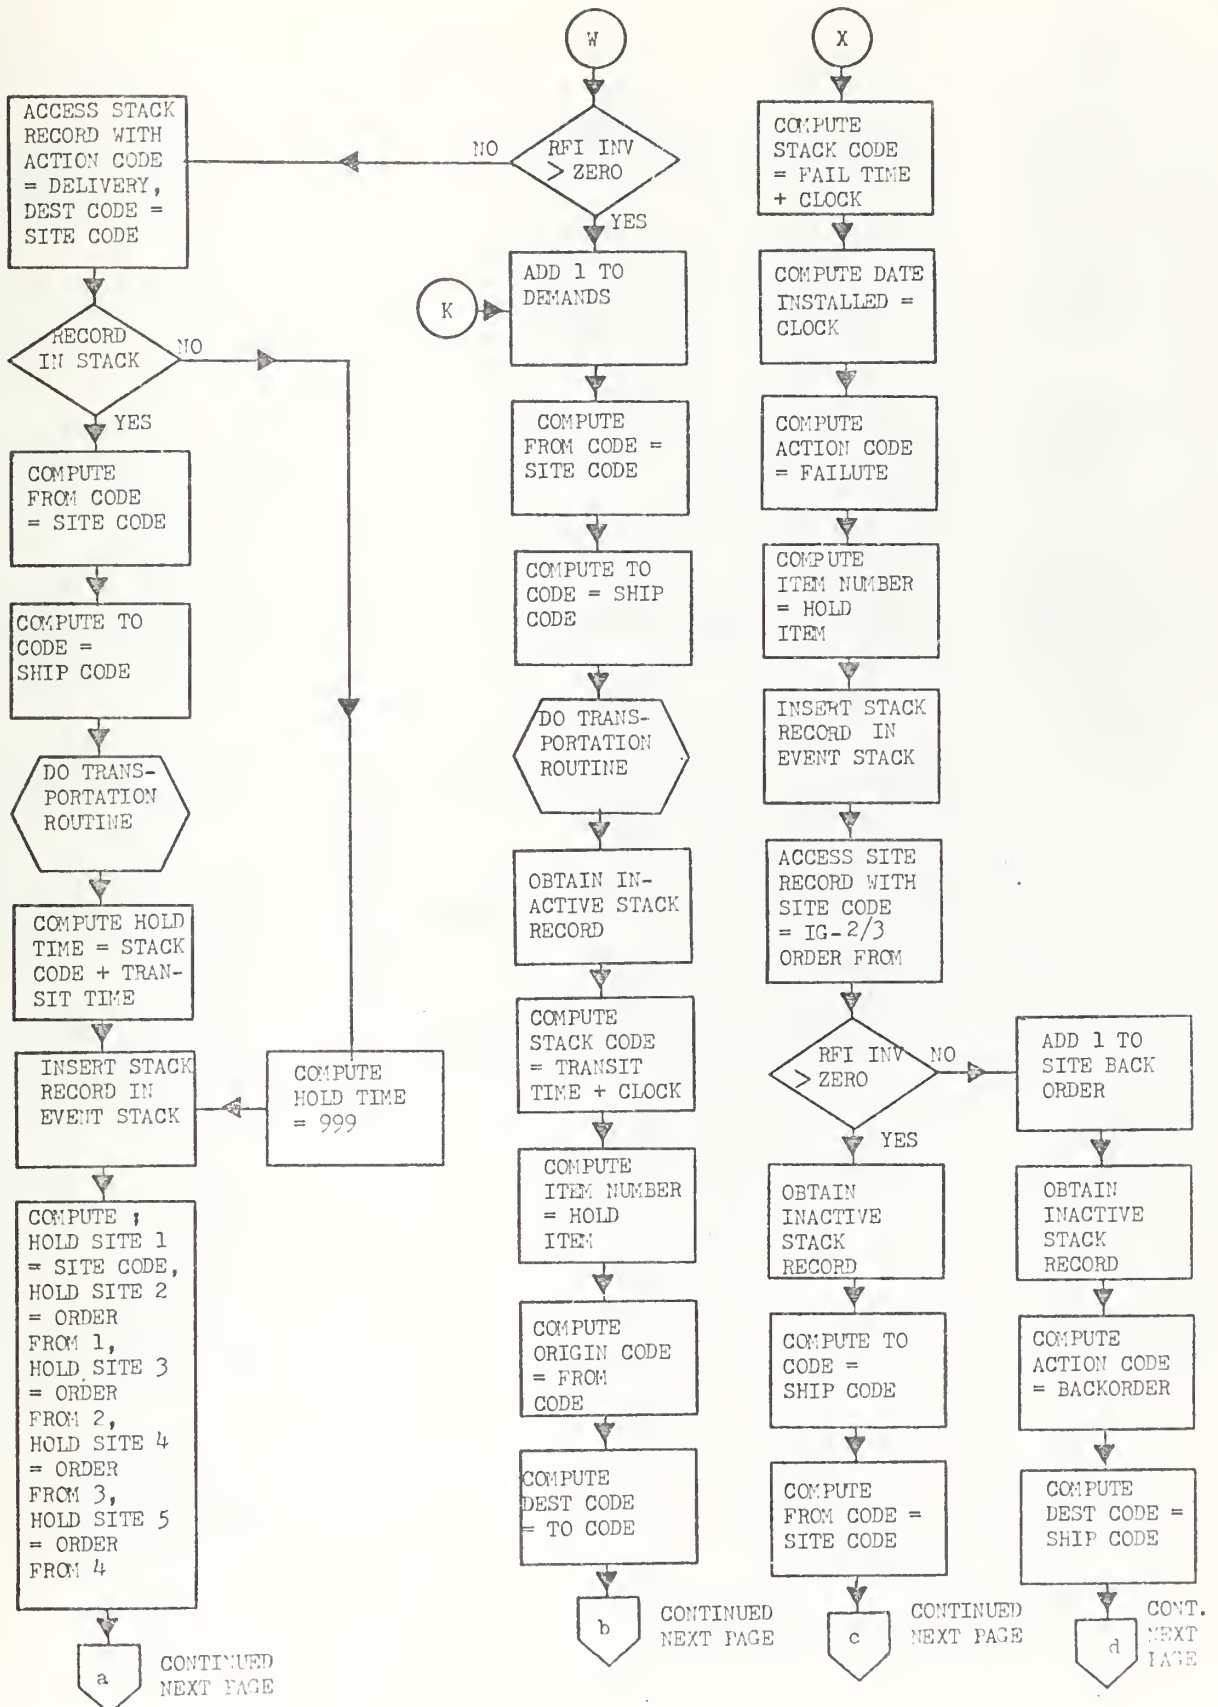 W
X
ACCESS STACK
RECORD WITH
ACTION CODE
= DELIVERY,
DEST CODE =
SITE CODE
NO
RFI INV
> ZERO
YES
RECORD
IN STACK
NO
YES
COMPUTE
FROM CODE
= SITE CODE
COMPUTE TO
CODE =
SHIP CODE
DO TRANS-
PORTATION
ROUTINE
COMPUTE HOLD
TIME = STACK
CODE + TRAN-
SIT TIME
INSERT STACK
RECORD IN
EVENT STACK
COMPUTE
HOLD TIME
= 999
COMPUTE ;
HOLD SITE 1
= SITE CODE,
HOLD SITE 2
= ORDER
FROM 1,
HOLD SITE 3
= ORDER
FROM 2,
HOLD SITE 4
= ORDER
FROM 3,
HOLD SITE 5
= ORDER
FROM 4
a
CONTINUED
NEXT PAGE
K
ADD 1 TO
DEMANDS
COMPUTE
FROM CODE =
SITE CODE
COMPUTE TO
CODE = SHIP
CODE
DO TRANS-
PORTATION
ROUTINE
OBTAIN IN-
ACTIVE STACK
RECORD
COMPUTE
STACK CODE
= TRANSIT
TIME + CLOCK
COMPUTE
ITEM NUMBER
= HOLD
ITEM
COMPUTE
ORIGIN CODE
= FROM
CODE
COMPUTE
DEST CODE
= TO CODE
b
CONTINUED
NEXT PAGE
COMPUTE
STACK CODE
= FAIL TIME
+ CLOCK
COMPUTE DATE
INSTALLED =
CLOCK
COMPUTE
ACTION CODE
= FAILUTE
COMPUTE
ITEM NUMBER
= HOLD
ITEM
INSERT STACK
RECORD IN
EVENT STACK
ACCESS SITE
RECORD WITH
SITE CODE
= IG-2/3
ORDER FROM
RFI INV
> ZERO
NO
YES
OBTAIN
INACTIVE
STACK
RECORD
COMPUTE TO
CODE =
SHIP CODE
COMPUTE
FROM CODE =
SITE CODE
c
CONTINUED
NEXT PAGE
ADD 1 TO
SITE BACK
ORDER
OBTAIN
INACTIVE
STACK
RECORD
COMPUTE
ACTION CODE
= BACKORDER
COMPUTE
DEST CODE =
SHIP CODE
d
CONT.
NEXT
PAGE